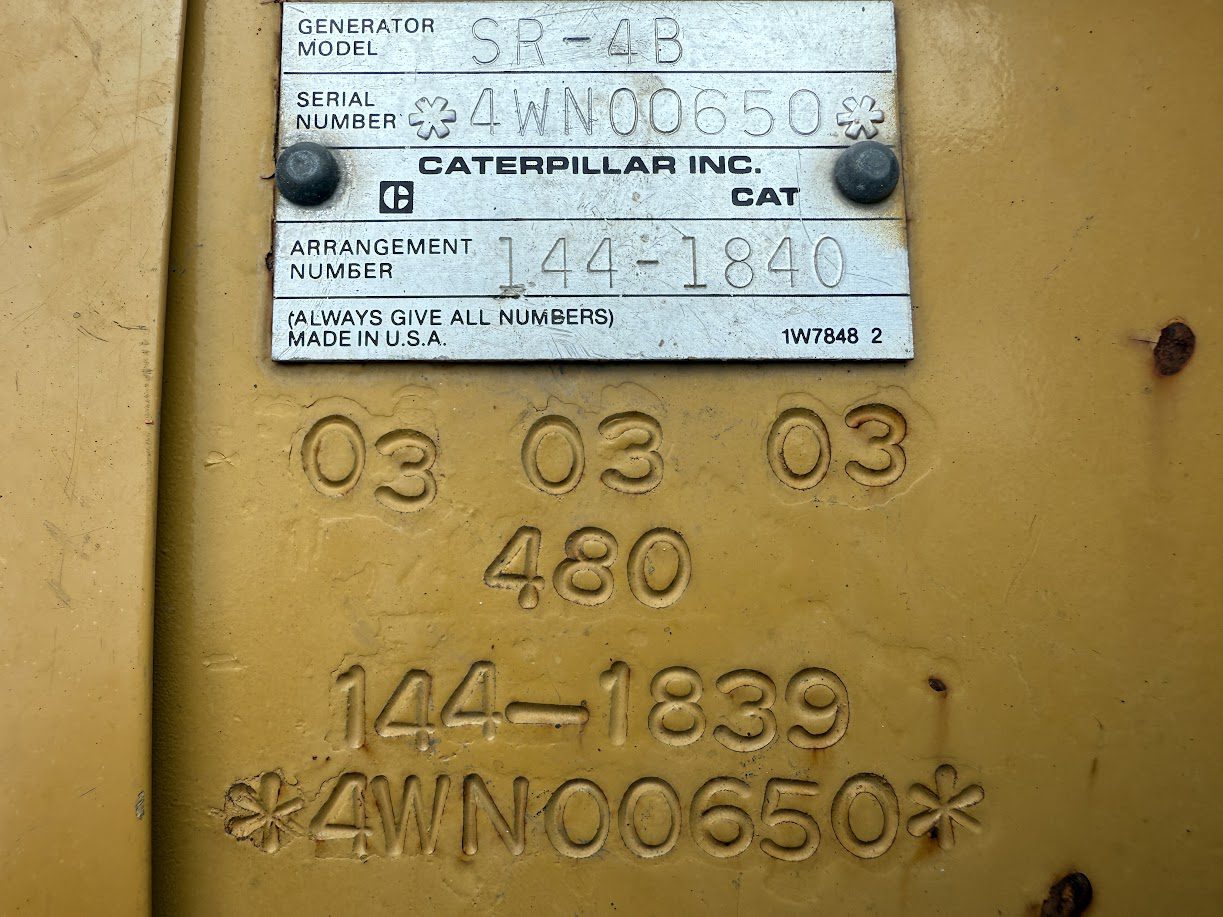 GENERATOR
MODEL SR-4B
SERIAL
NUMBER *4WN00650*
CATERPILLAR INC.
C CAT
ARRANGEMENT
NUMBER 144-1840
(ALWAYS GIVE ALL NUMBERS)
MADE IN U.S.A. 1W7848 2
03 03 03
480
144-1839
*4WN00650*